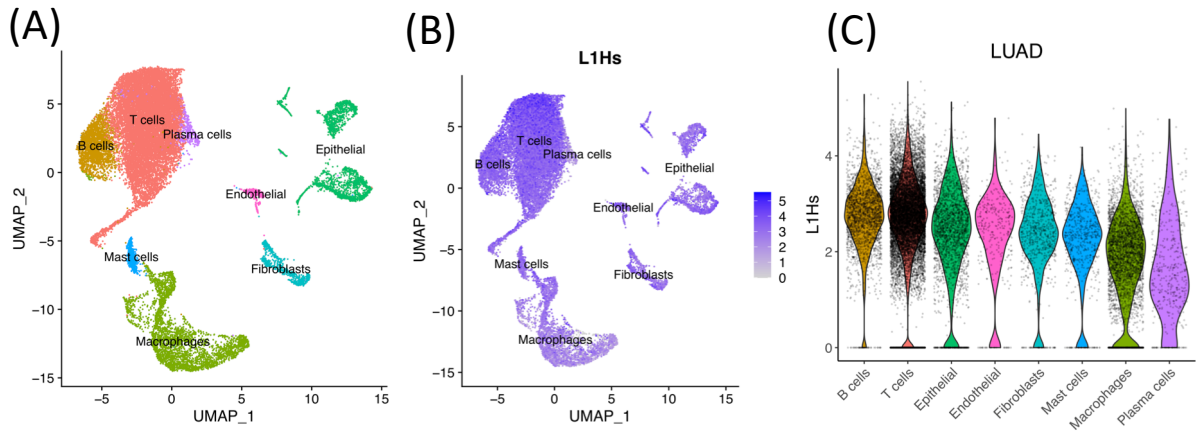 (A)
UMAP_2
5
0
−5
−10
−15
−5
0
5
10
15
UMAP_1
T cells
Plasma cells
B cells
Epithelial
Endothelial
Mast cells
Fibroblasts
Macrophages
(B)
L1Hs
UMAP_2
5
0
−5
−10
−15
−5
0
5
10
15
UMAP_1
T cells
Plasma cells
B cells
Epithelial
Endothelial
Mast cells
Fibroblasts
Macrophages
5
4
3
2
1
0
(C)
LUAD
L1Hs
4
2
0
B cells
T cells
Epithelial
Endothelial
Fibroblasts
Mast cells
Macrophages
Plasma cells